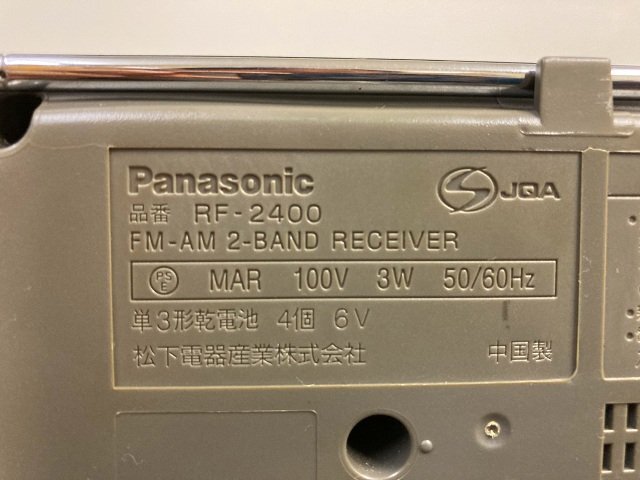 Panasonic
JQA
品番 RF-2400
FM-AM 2-BAND RECEIVER
PSE MAR 100V 3W 50/60Hz
単3形乾電池 4個 6V
松下電器産業株式会社 中国製